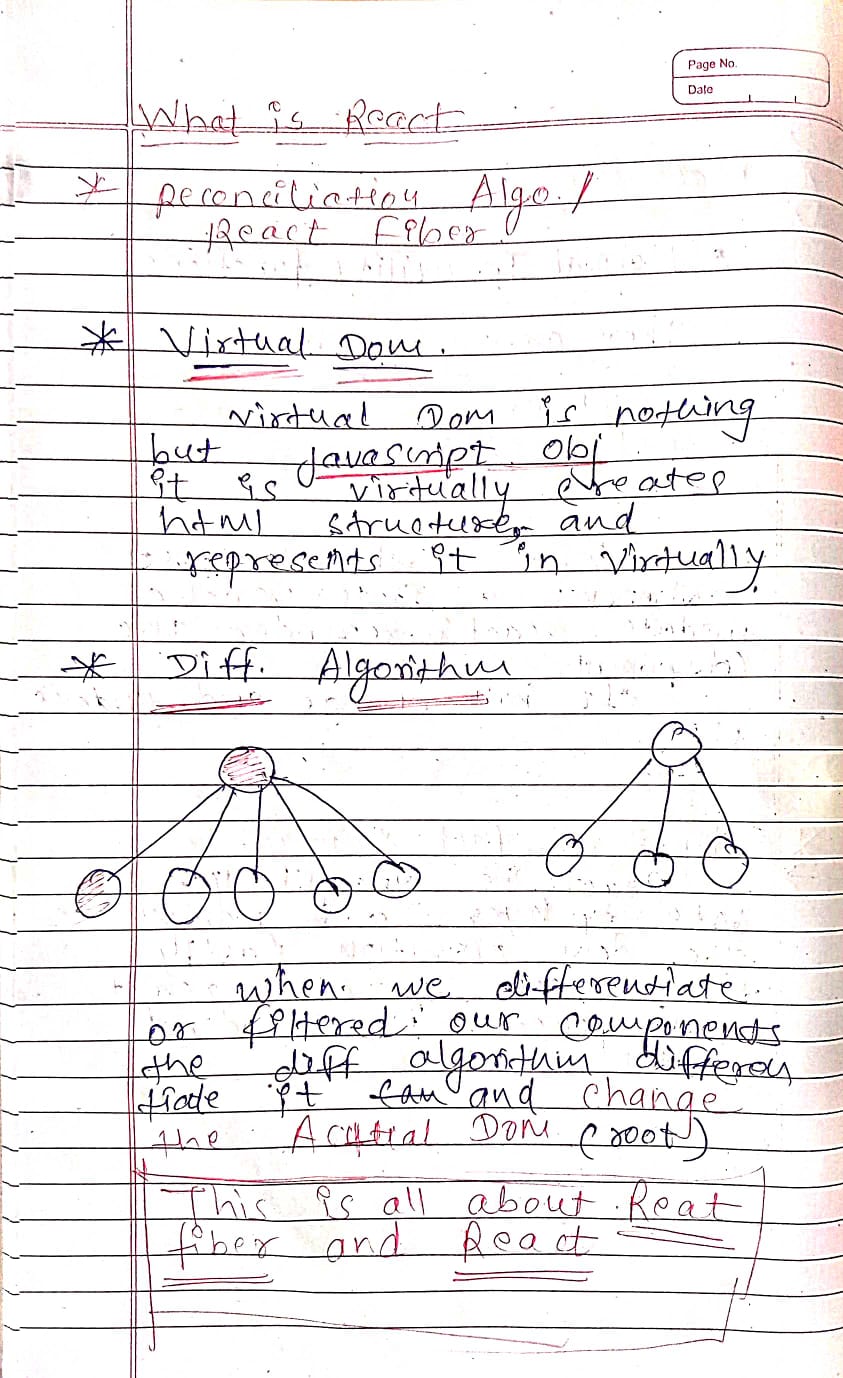 Page No.
Date
What is React
* Reconciliation Algo. /
React Fiber
* Virtual Dom.
Virtual Dom is nothing
but Javascript obj
it is virtually creates
html structure, and
represents it in virtually.
* Diff. Algorithm
when we differentiate
or filtered our components
the diff algorithm differen
tiate it and change
the Acutial Dom (root)
This is all about Reat
fiber and React